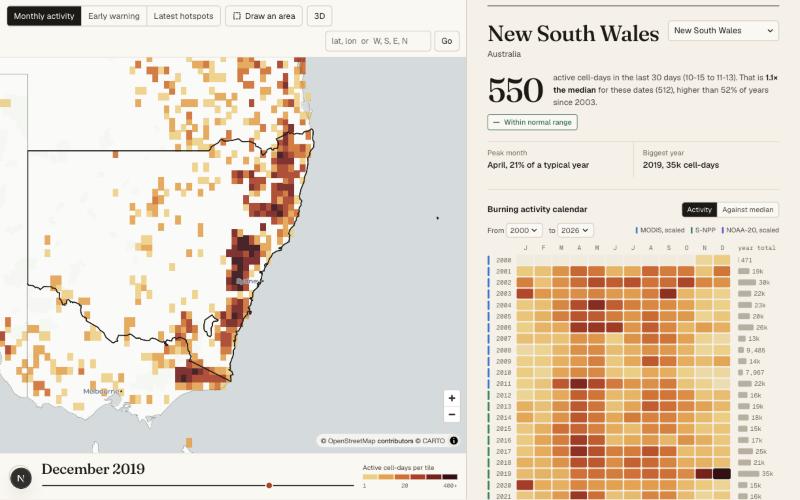 Monthly activity Early warning Latest hotspots Draw an area 3D
lat, lon or W, S, E, N Go
Melbourne
+
−
© OpenStreetMap contributors © CARTO
N December 2019
Active cell-days per tile
1 20 400+
New South Wales New South Wales
Australia
550
active cell-days in the last 30 days (10-15 to 11-13). That is 1.1×
the median for these dates (512), higher than 52% of years
since 2003.
— Within normal range
Peak month Biggest year
April, 21% of a typical year 2019, 35k cell-days
Burning activity calendar Activity Against median
From 2000 to 2026 MODIS, scaled S-NPP NOAA-20, scaled
J F M A M J J A S O N D year total
2000 471
2001 19k
2002 30k
2003 22k
2004 23k
2005 20k
2006 26k
2007 13k
2008 9,486
2009 14k
2010 7,967
2011 22k
2012 16k
2013 19k
2014 18k
2015 15k
2016 17k
2017 25k
2018 21k
2019 35k
2020 15k
2021 16k